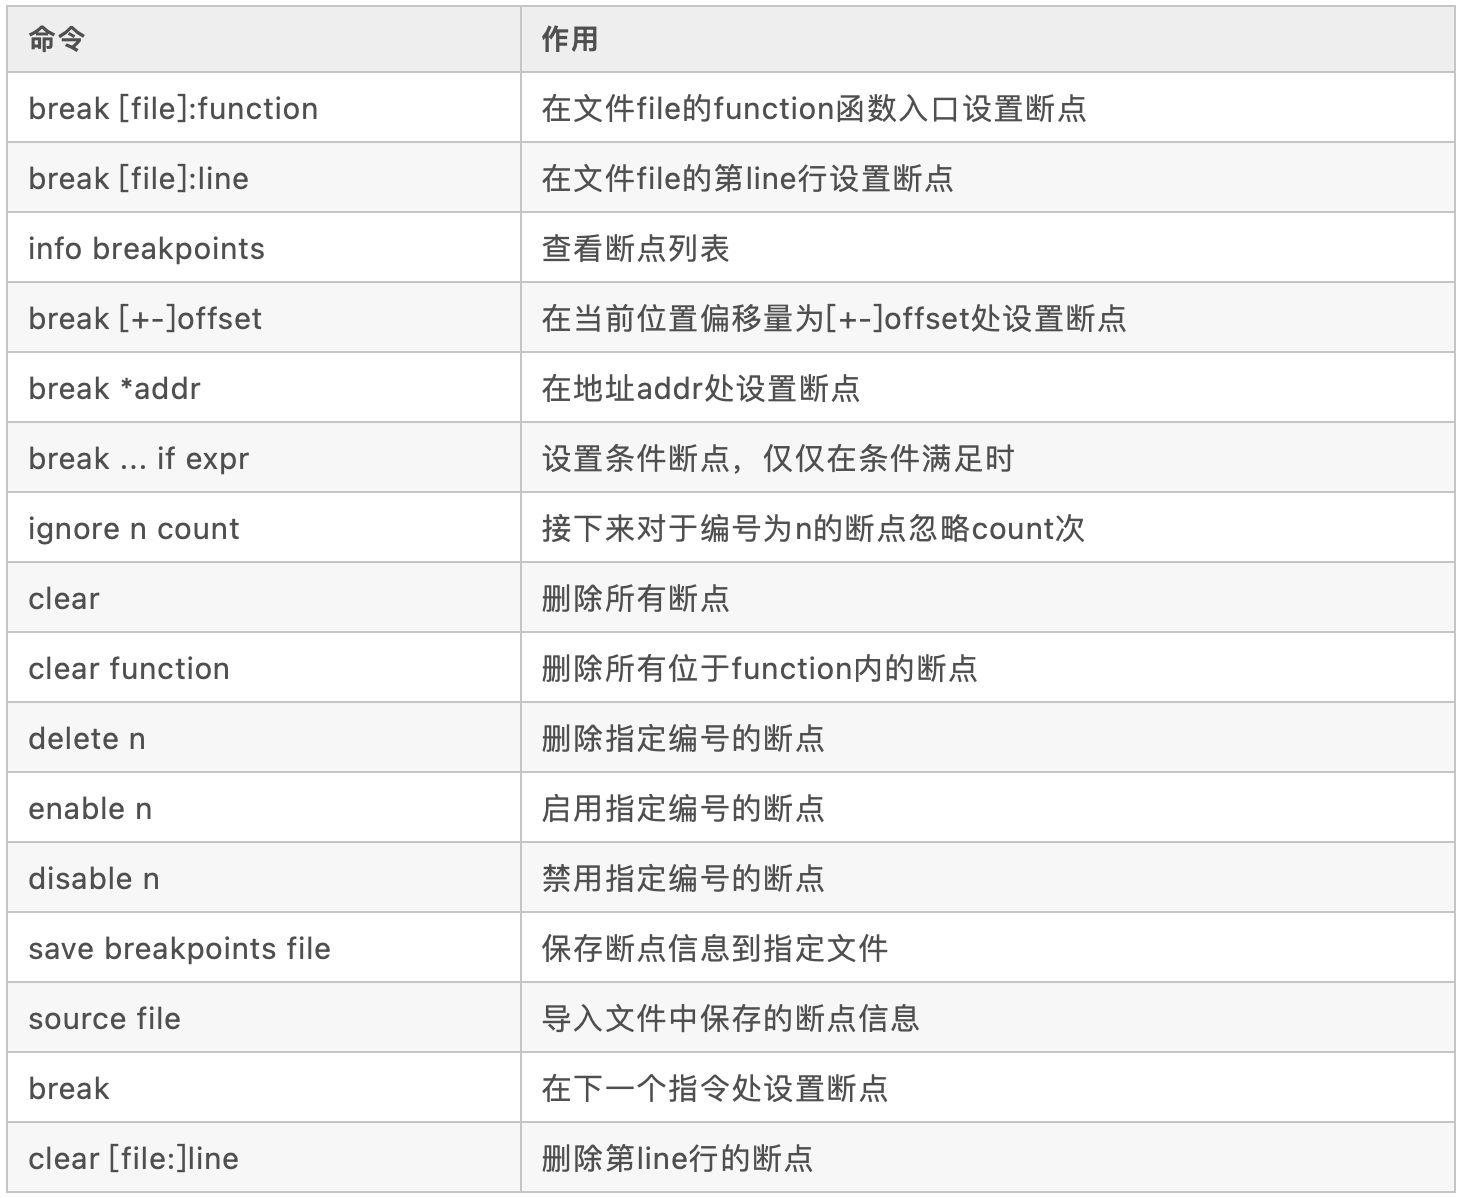 命令 作用
break [file]:function 在文件file的function函数入口设置断点
break [file]:line 在文件file的第line行设置断点
info breakpoints 查看断点列表
break [+-]offset 在当前位置偏移量为[+-]offset处设置断点
break *addr 在地址addr处设置断点
break ... if expr 设置条件断点，仅仅在条件满足时
ignore n count 接下来对于编号为n的断点忽略count次
clear 删除所有断点
clear function 删除所有位于function内的断点
delete n 删除指定编号的断点
enable n 启用指定编号的断点
disable n 禁用指定编号的断点
save breakpoints file 保存断点信息到指定文件
source file 导入文件中保存的断点信息
break 在下一个指令处设置断点
clear [file:]line 删除第line行的断点